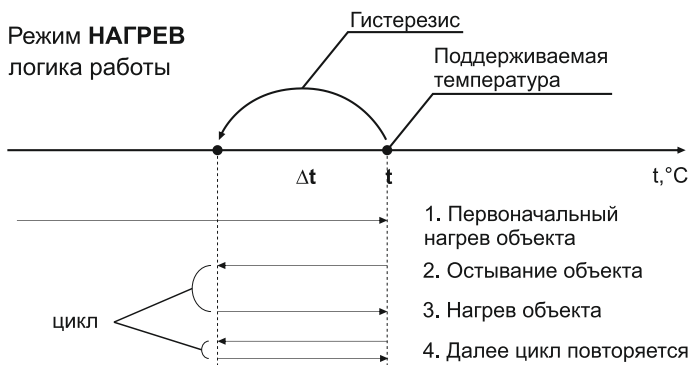 Режим НАГРЕВ
логика работы
Гистерезис
Поддерживаемая
температура
Δt
t
t,°C
1. Первоначальный
нагрев объекта
2. Остывание объекта
3. Нагрев объекта
цикл
4. Далее цикл повторяется